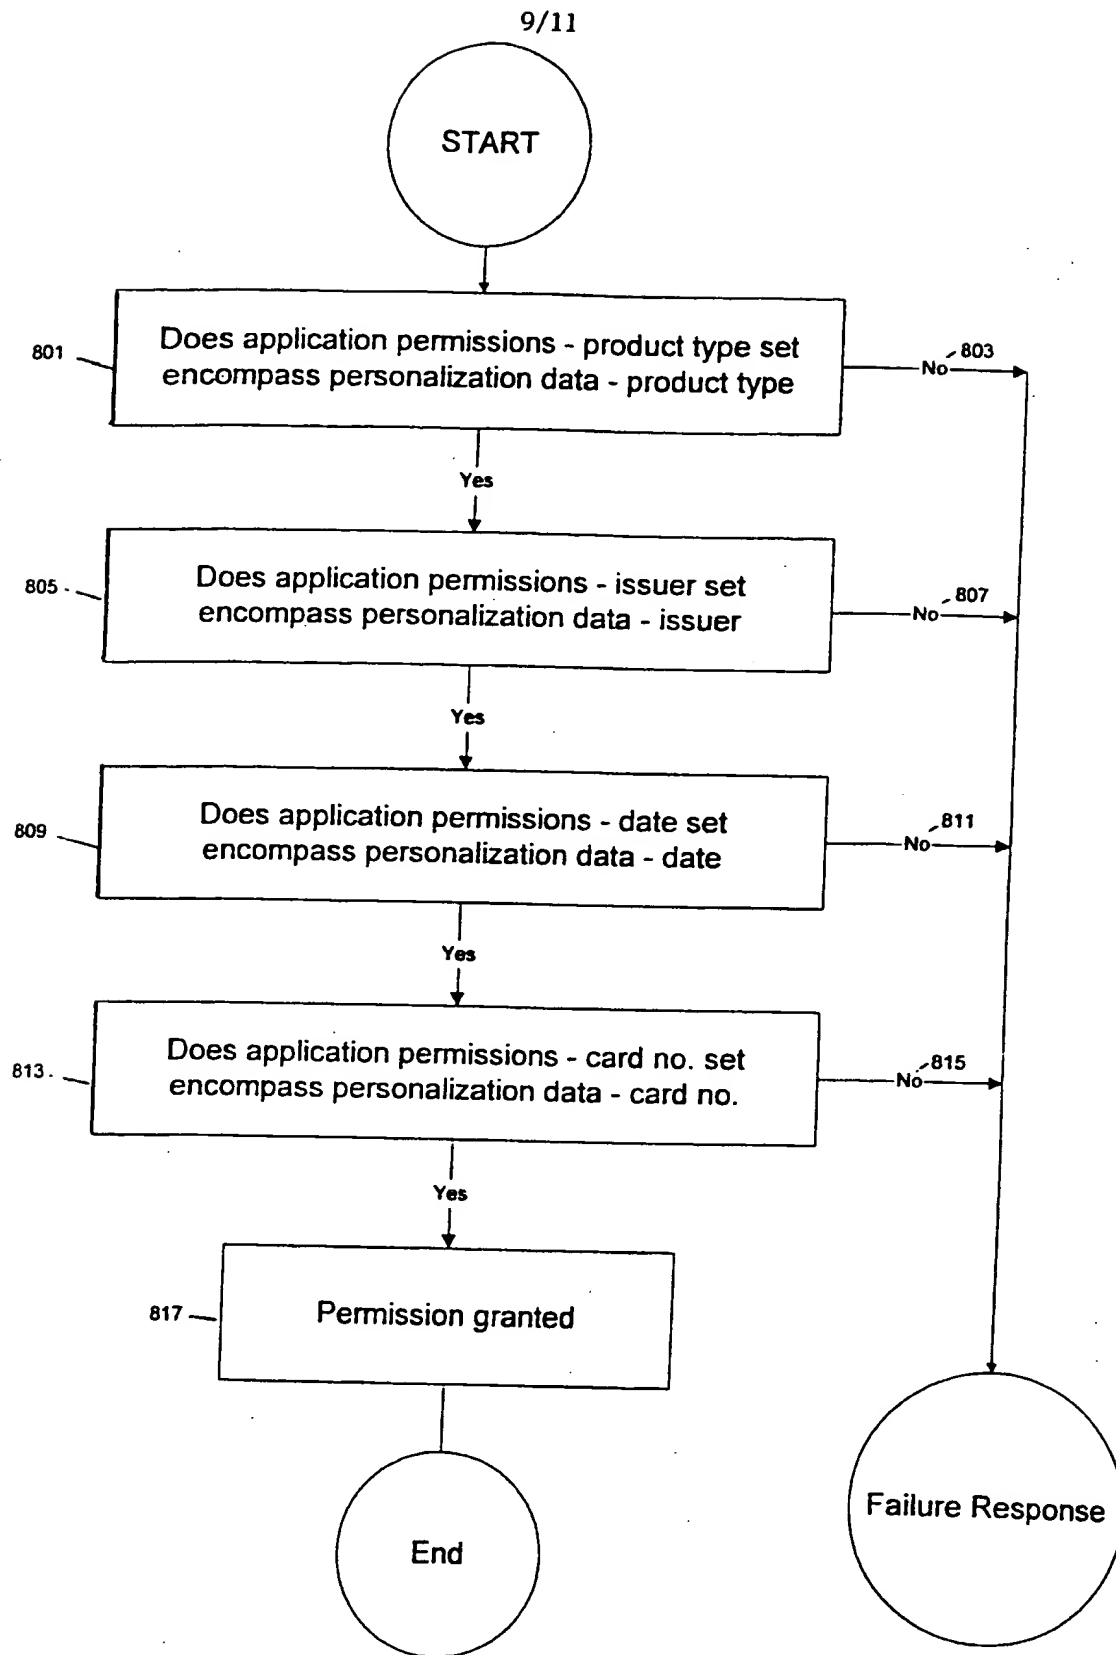 9/11
START
801
Does application permissions - product type set
encompass personalization data - product type
No
803
Yes
805
Does application permissions - issuer set
encompass personalization data - issuer
No
807
Yes
809
Does application permissions - date set
encompass personalization data - date
No
811
Yes
813
Does application permissions - card no. set
encompass personalization data - card no.
No
815
Yes
817
Permission granted
End
Failure Response